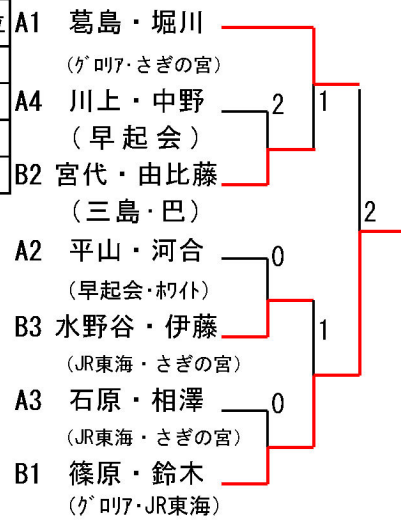 位
A1 葛島・堀川
(グロリア・さぎの宮)
A4 川上・中野 2 1
(早起会)
B2 宮代・由比藤
(三島・巴) 2
A2 平山・河合 0
(早起会・ホワイト)
B3 水野谷・伊藤 1
(JR東海・さぎの宮)
A3 石原・相澤 0
(JR東海・さぎの宮)
B1 篠原・鈴木
(グロリア・JR東海)